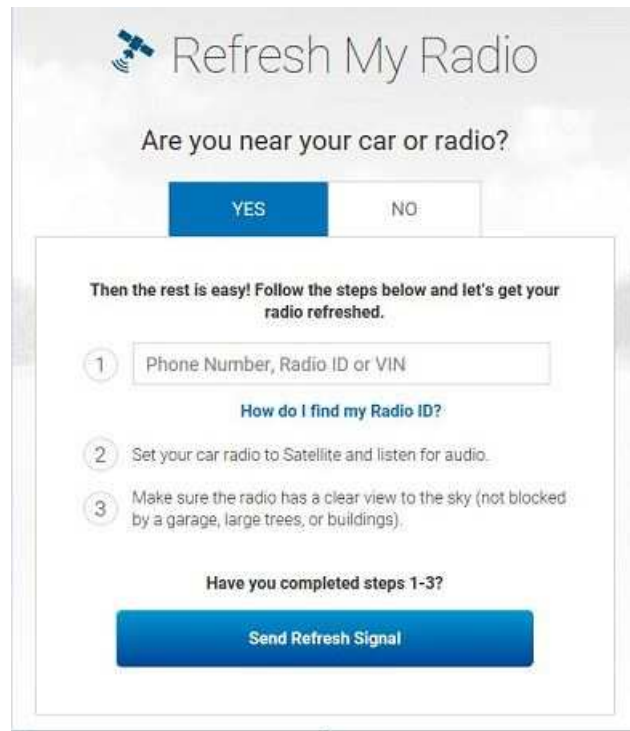 Refresh My Radio
Are you near your car or radio?
YES NO
Then the rest is easy! Follow the steps below and let's get your
radio refreshed.
1 Phone Number, Radio ID or VIN
How do I find my Radio ID?
2 Set your car radio to Satellite and listen for audio.
3 Make sure the radio has a clear view to the sky (not blocked
by a garage, large trees, or buildings).
Have you completed steps 1-3?
Send Refresh Signal